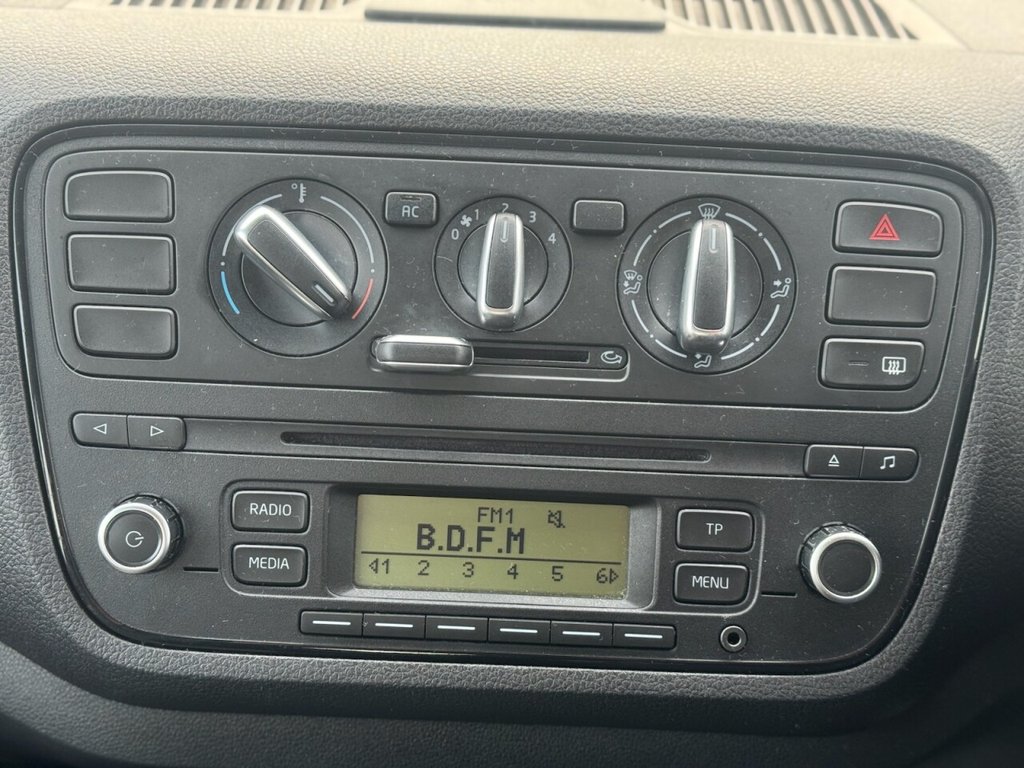 AC
0 1 2 3 4
RADIO
MEDIA
FM1
B.D.F.M
1 2 3 4 5 6
TP
MENU